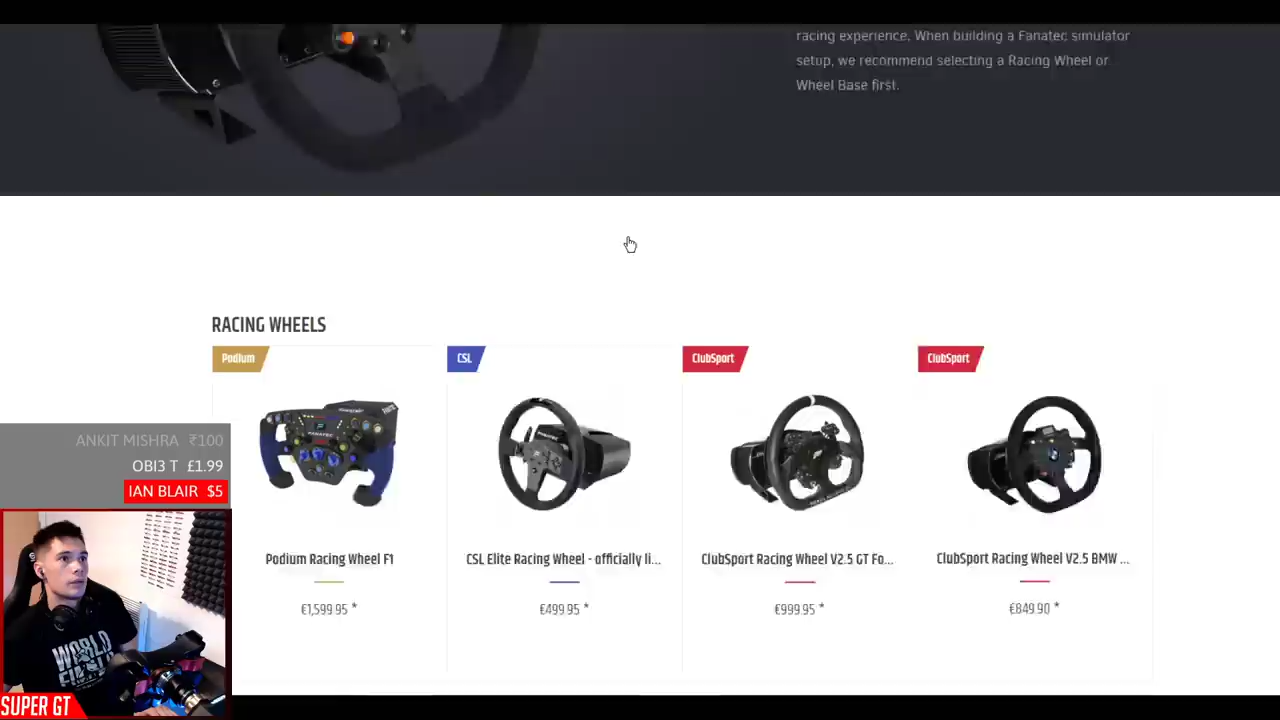 racing experience. When building a Fanatec simulator
setup, we recommend selecting a Racing Wheel or
Wheel Base first.
RACING WHEELS
Podium
CSL
ClubSport
ClubSport
FANATEC
Podium Racing Wheel F1
CSL Elite Racing Wheel - officially li...
ClubSport Racing Wheel V2.5 GT Fo...
ClubSport Racing Wheel V2.5 BMW ...
€1,599.95 *
€499.95 *
€999.95 *
€849.90 *
ANKIT MISHRA ₹100
OBI3 T £1.99
IAN BLAIR $5
WORLD
SUPER GT